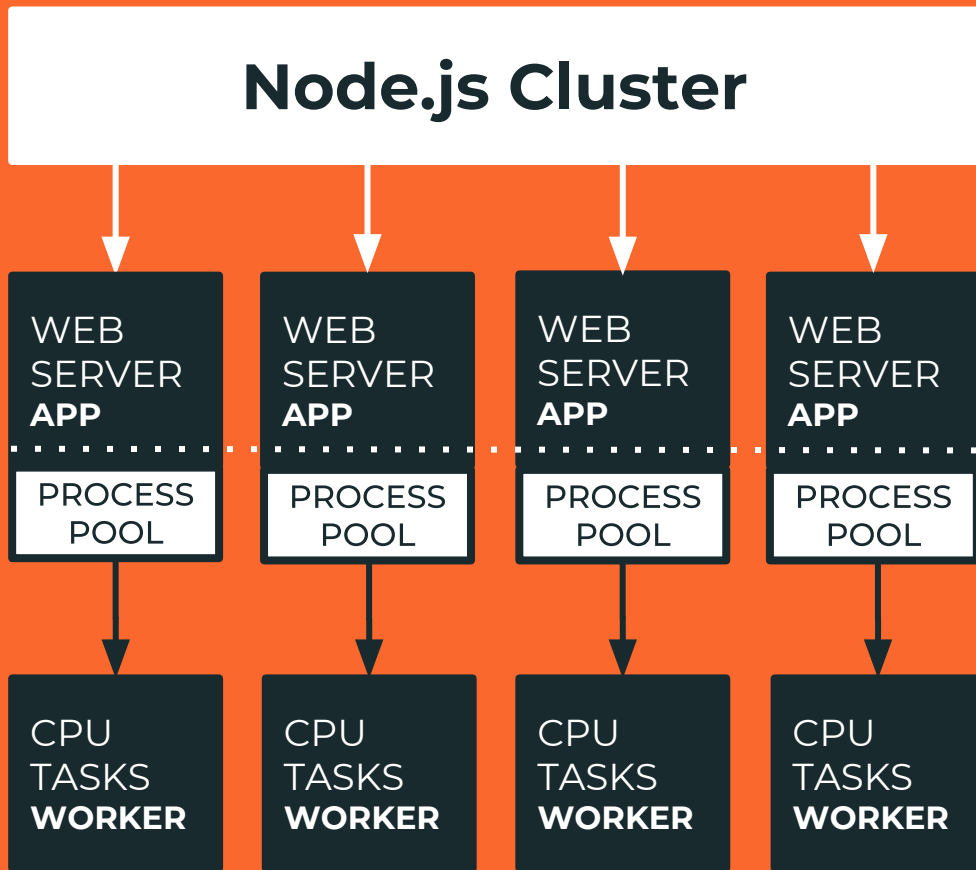 Node.js Cluster
WEB
SERVER
APP
WEB
SERVER
APP
WEB
SERVER
APP
WEB
SERVER
APP
PROCESS
POOL
PROCESS
POOL
PROCESS
POOL
PROCESS
POOL
CPU
TASKS
WORKER
CPU
TASKS
WORKER
CPU
TASKS
WORKER
CPU
TASKS
WORKER